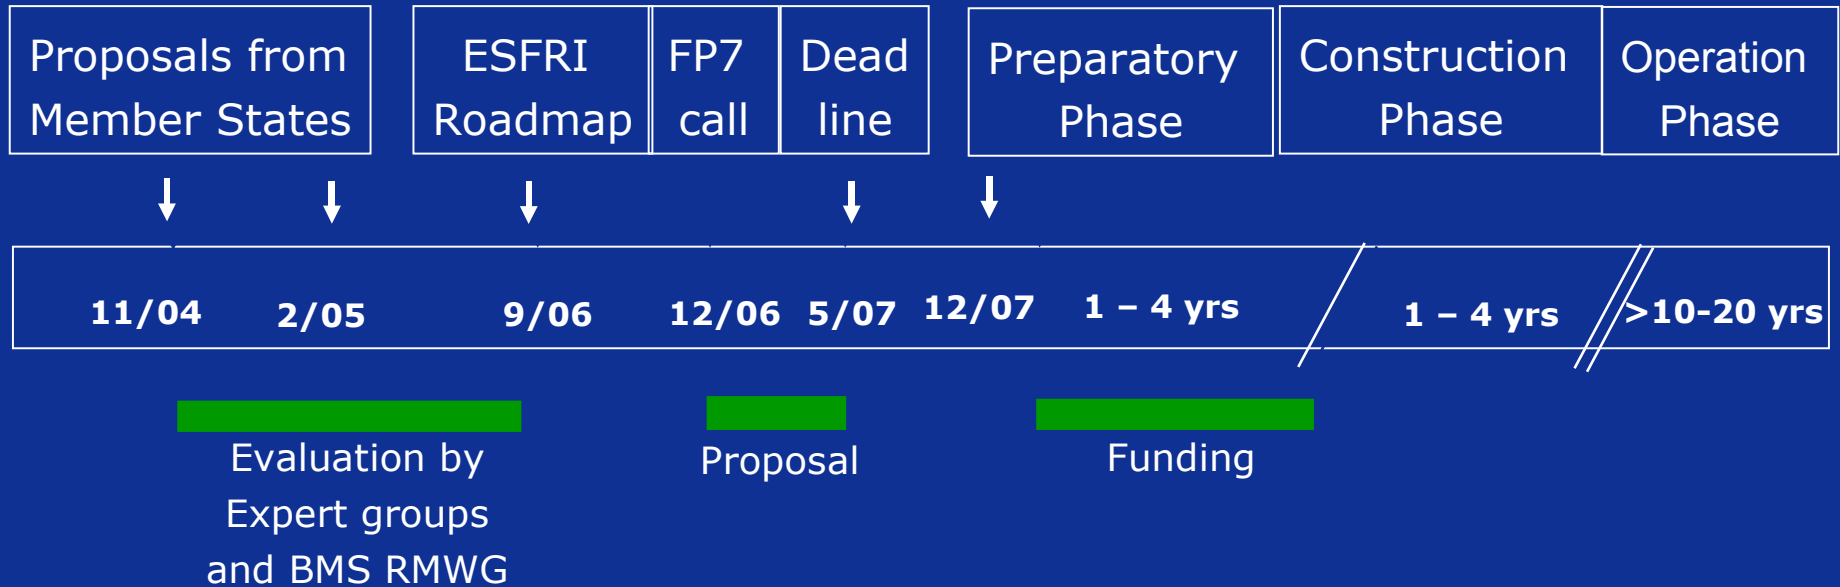 Proposals from
Member States
ESFRI
Roadmap
FP7
call
Dead
line
Preparatory
Phase
Construction
Phase
Operation
Phase
11/04
2/05
9/06
12/06
5/07
12/07
1 – 4 yrs
1 – 4 yrs
>10-20 yrs
Evaluation by
Expert groups
and BMS RMWG
Proposal
Funding